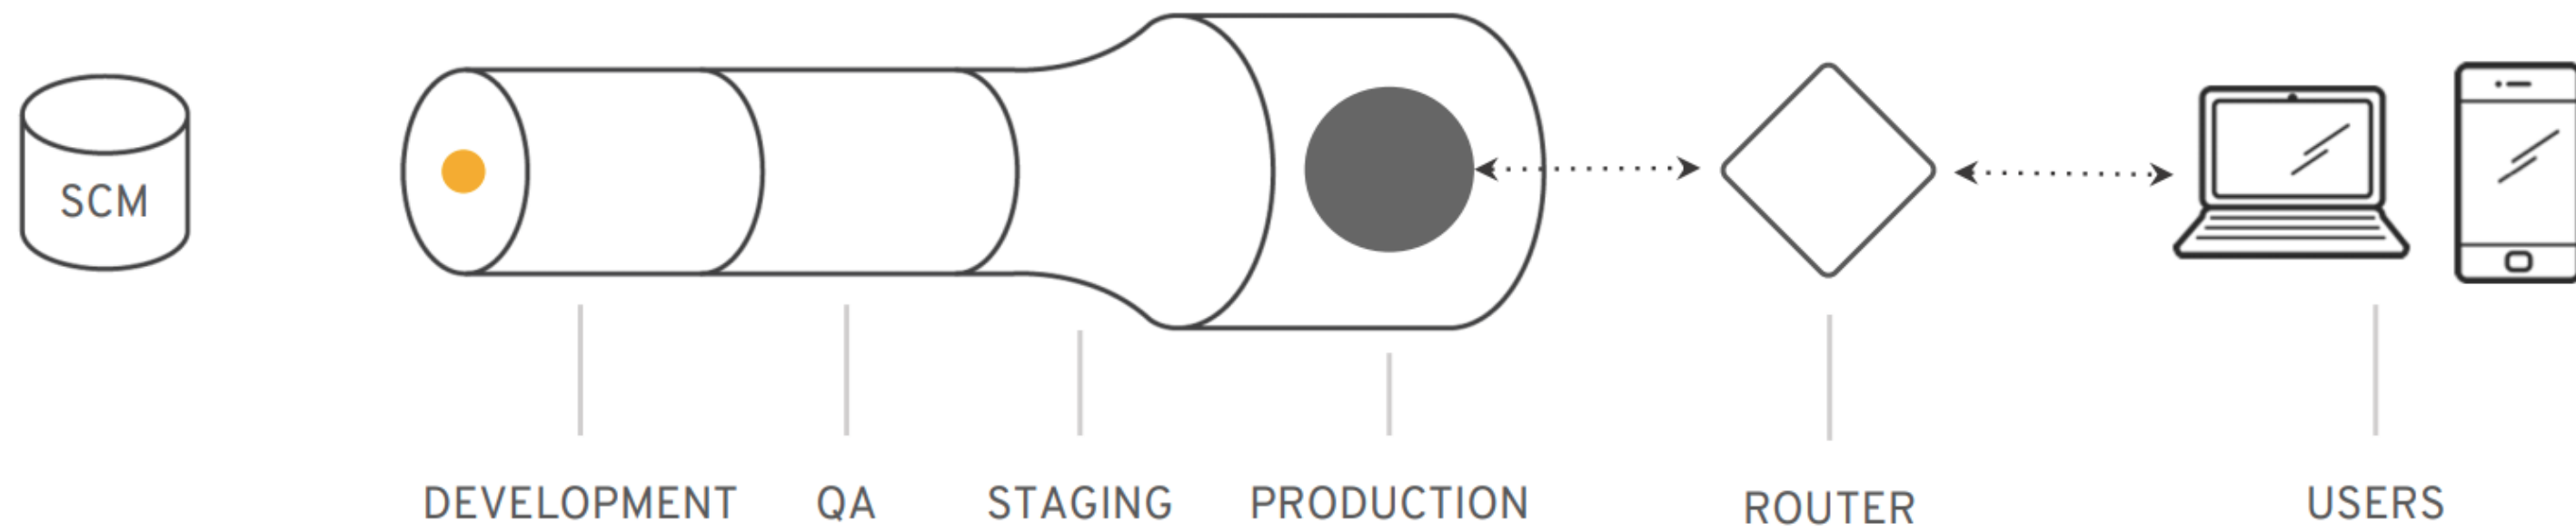 SCM
DEVELOPMENT QA STAGING PRODUCTION ROUTER USERS